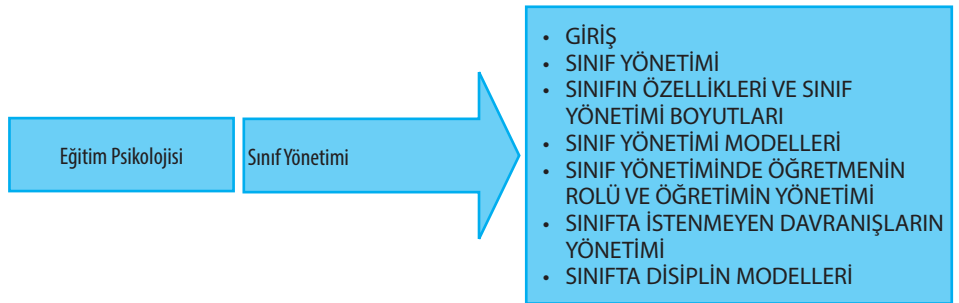 Eğitim Psikolojisi
Sınıf Yönetimi
• GİRİŞ
• SINIF YÖNETİMİ
• SINIFIN ÖZELLİKLERİ VE SINIF
YÖNETİMİ BOYUTLARI
• SINIF YÖNETİMİ MODELLERİ
• SINIF YÖNETİMİNDE ÖĞRETMENİN
ROLÜ VE ÖĞRETİMİN YÖNETİMİ
• SINIFTA İSTENMEYEN DAVRANIŞLARIN
YÖNETİMİ
• SINIFTA DİSİPLİN MODELLERİ